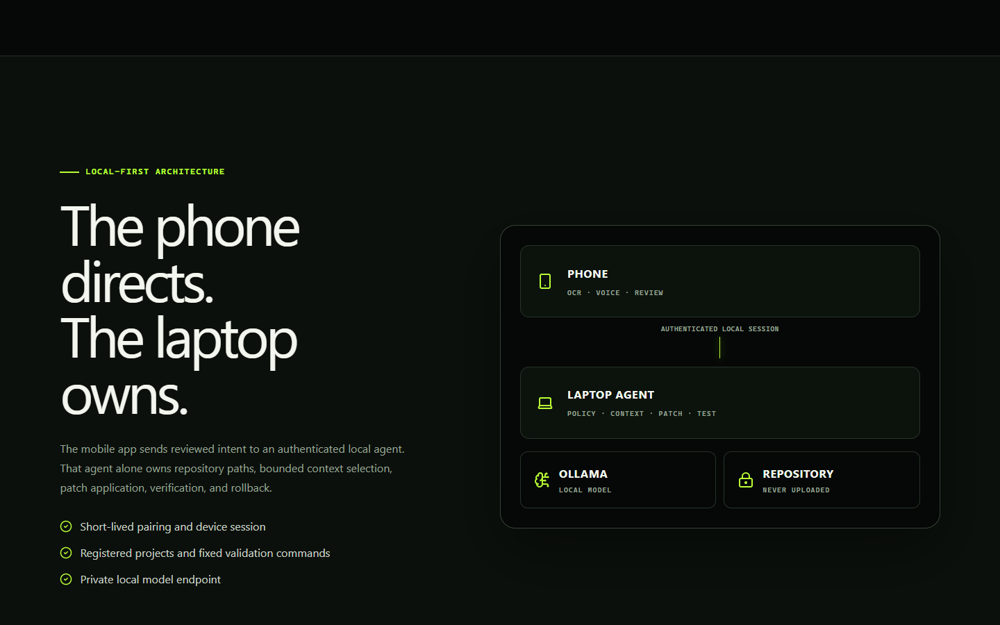 LOCAL-FIRST ARCHITECTURE
The phone
directs.
The laptop
owns.
The mobile app sends reviewed intent to an authenticated local agent.
That agent alone owns repository paths, bounded context selection,
patch application, verification, and rollback.
Short-lived pairing and device session
Registered projects and fixed validation commands
Private local model endpoint
PHONE
OCR · VOICE · REVIEW
AUTHENTICATED LOCAL SESSION
LAPTOP AGENT
POLICY · CONTEXT · PATCH · TEST
OLLAMA
LOCAL MODEL
REPOSITORY
NEVER UPLOADED